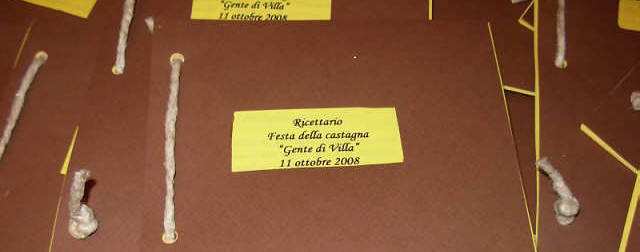 "Gente di Villa"
11 ottobre 2008
Ricettario
Festa della castagna
"Gente di Villa"
11 ottobre 2008